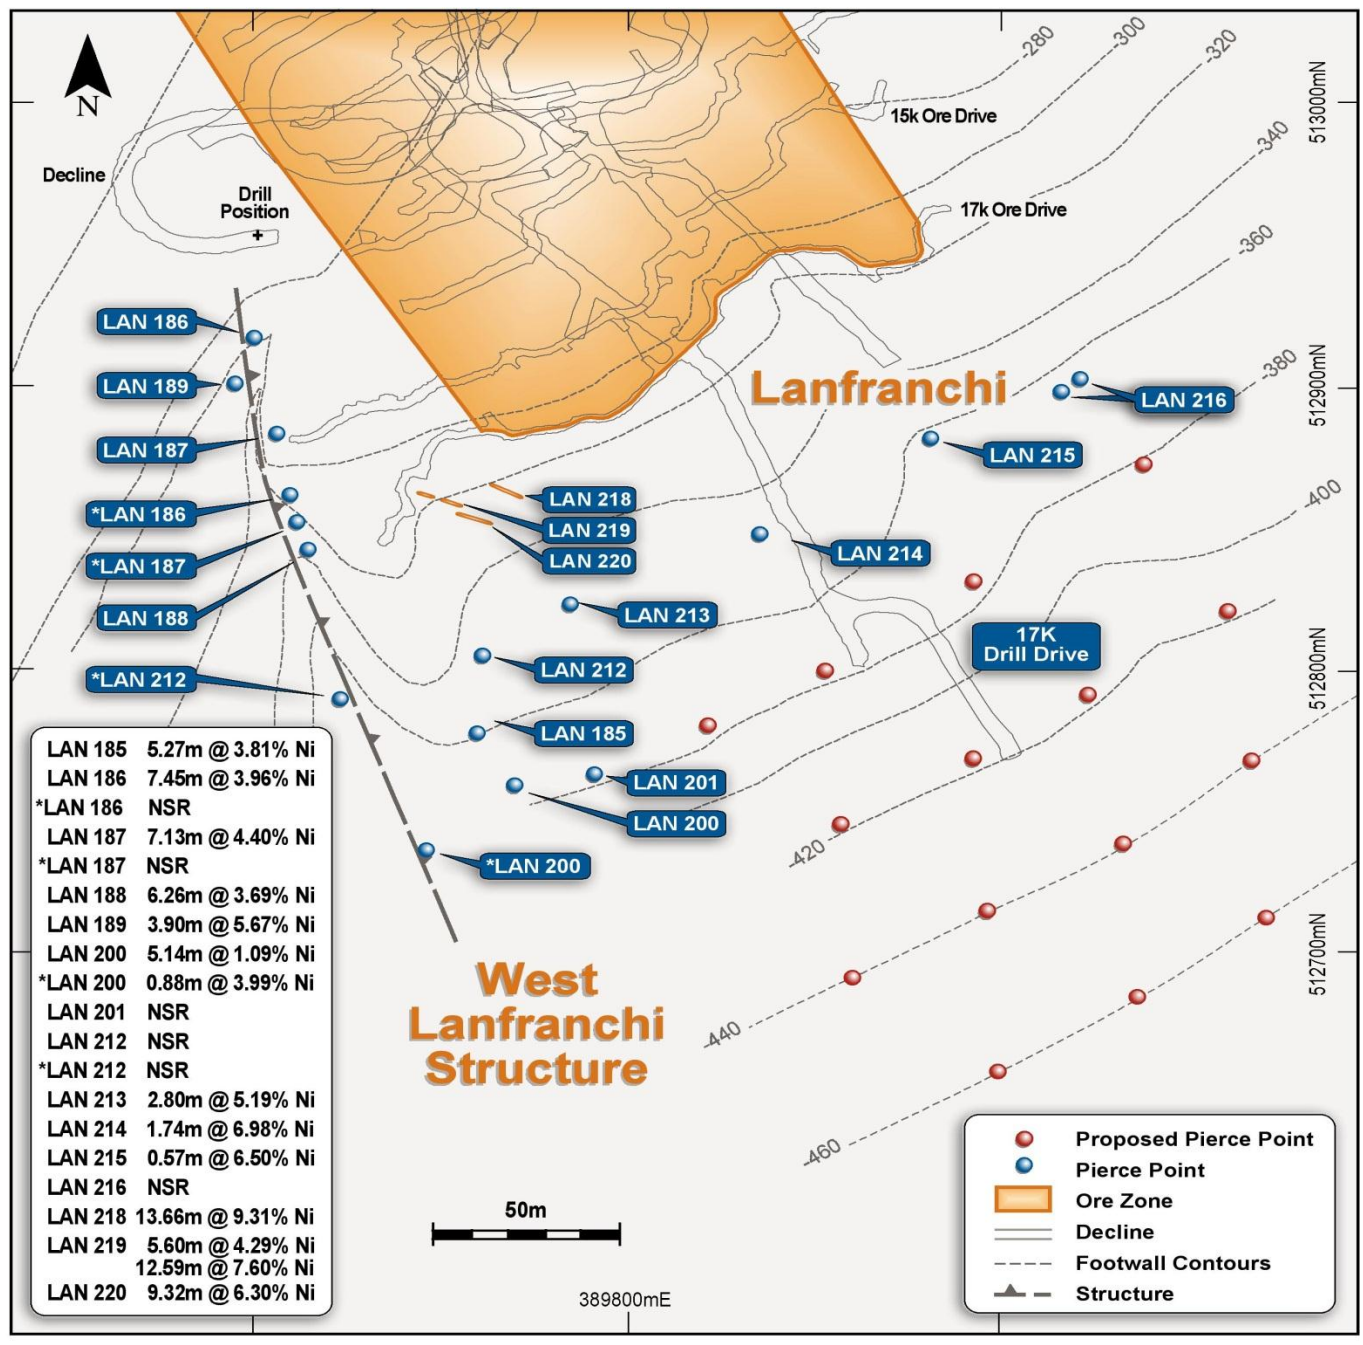 -280
-300
-320
513000mN
N
15k Ore Drive
-340
Decline
Drill
Position
17k Ore Drive
-360
LAN 186
LAN 189
Lanfranchi
-380
512900mN
LAN 216
LAN 187
LAN 215
*LAN 186
LAN 218
LAN 219
LAN 220
-400
*LAN 187
LAN 214
LAN 188
LAN 213
17K
Drill Drive
*LAN 212
LAN 212
512800mN
LAN 185
LAN 201
LAN 200
-420
*LAN 200
512700mN
West
Lanfranchi
Structure
-440
-460
LAN 185 5.27m @ 3.81% Ni
LAN 186 7.45m @ 3.96% Ni
*LAN 186 NSR
LAN 187 7.13m @ 4.40% Ni
*LAN 187 NSR
LAN 188 6.26m @ 3.69% Ni
LAN 189 3.90m @ 5.67% Ni
LAN 200 5.14m @ 1.09% Ni
*LAN 200 0.88m @ 3.99% Ni
LAN 201 NSR
LAN 212 NSR
*LAN 212 NSR
LAN 213 2.80m @ 5.19% Ni
LAN 214 1.74m @ 6.98% Ni
LAN 215 0.57m @ 6.50% Ni
LAN 216 NSR
LAN 218 13.66m @ 9.31% Ni
LAN 219 5.60m @ 4.29% Ni
12.59m @ 7.60% Ni
LAN 220 9.32m @ 6.30% Ni
50m
389800mE
Proposed Pierce Point
Pierce Point
Ore Zone
Decline
Footwall Contours
Structure